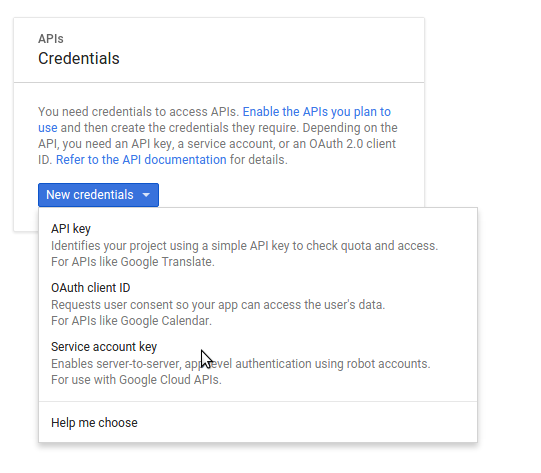 APIs
Credentials
You need credentials to access APIs. Enable the APIs you plan to
use and then create the credentials they require. Depending on the
API, you need an API key, a service account, or an OAuth 2.0 client
ID. Refer to the API documentation for details.
New credentials
API key
Identifies your project using a simple API key to check quota and access.
For APIs like Google Translate.
OAuth client ID
Requests user consent so your app can access the user's data.
For APIs like Google Calendar.
Service account key
Enables server-to-server, app-level authentication using robot accounts.
For use with Google Cloud APIs.
Help me choose